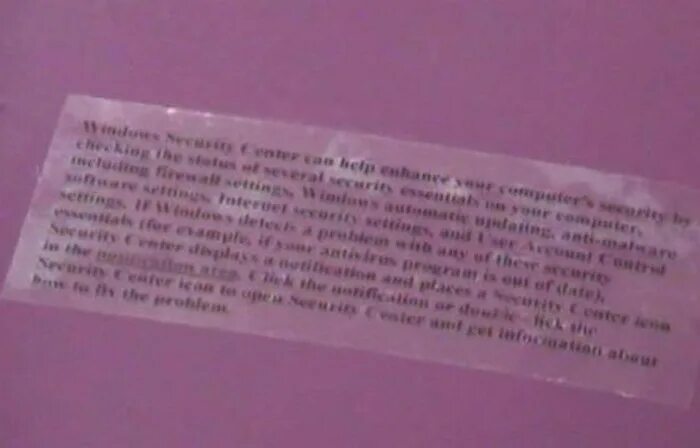 Windows Security Center can help enhance your computer's security by
checking the status of several security essentials on your computer,
including firewall settings, Windows automatic updating, anti-malware
software settings, Internet security settings, and User Account Control
settings. If Windows detects a problem with any of these security
essentials (for example, if your antivirus program is out of date),
Security Center displays a notification and places a Security Center icon
in the notification area. Click the notification or double-click the
Security Center icon to open Security Center and get information about
how to fix the problem.